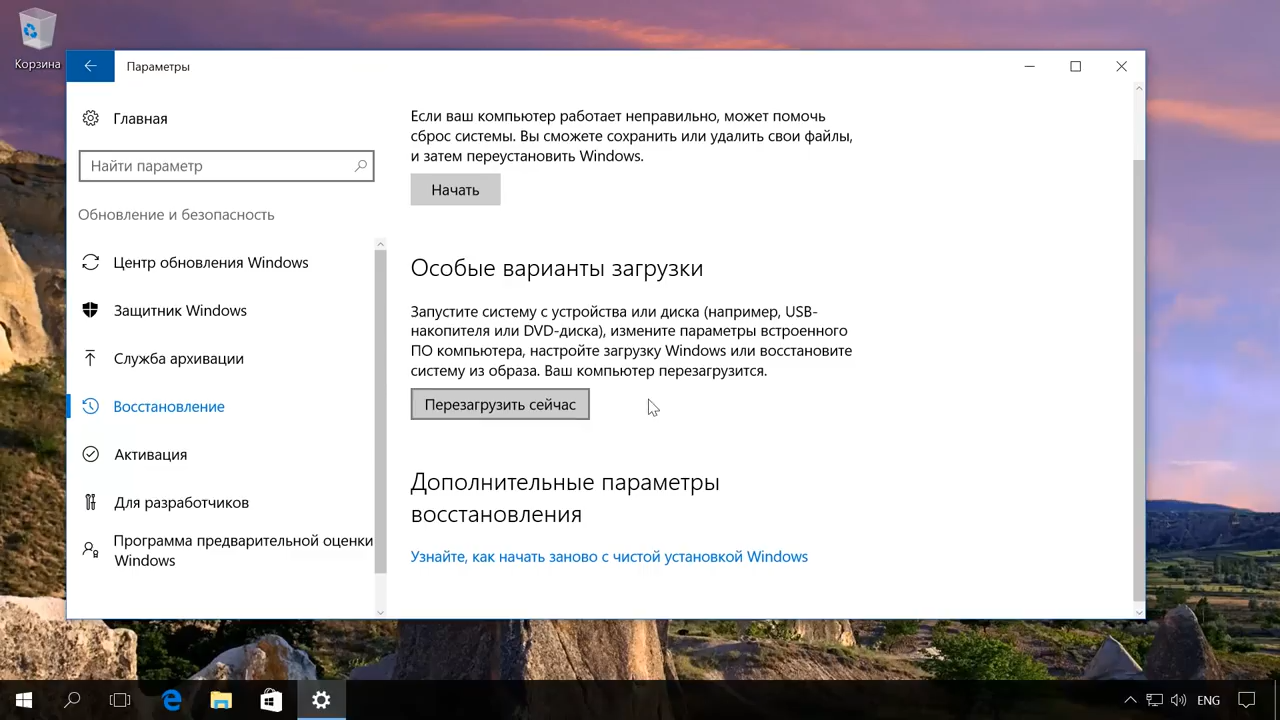 Корзина
Параметры
Главная
Найти параметр
Обновление и безопасность
Центр обновления Windows
Защитник Windows
Служба архивации
Восстановление
Активация
Для разработчиков
Программа предварительной оценки
Windows
Если ваш компьютер работает неправильно, может помочь
сброс системы. Вы сможете сохранить или удалить свои файлы,
и затем переустановить Windows.
Начать
Особые варианты загрузки
Запустите систему с устройства или диска (например, USB-
накопителя или DVD-диска), измените параметры встроенного
ПО компьютера, настройте загрузку Windows или восстановите
систему из образа. Ваш компьютер перезагрузится.
Перезагрузить сейчас
Дополнительные параметры
восстановления
Узнайте, как начать заново с чистой установкой Windows
ENG